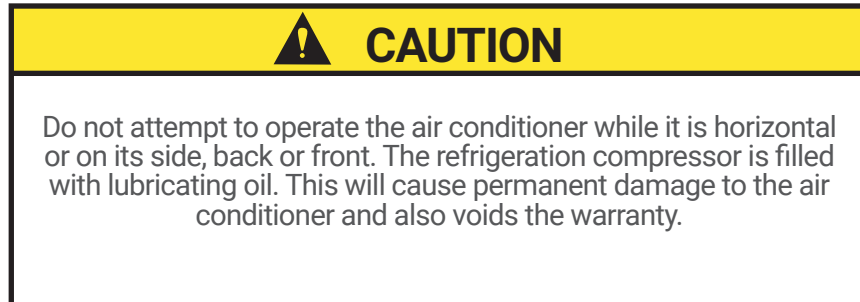 CAUTION
Do not attempt to operate the air conditioner while it is horizontal
or on its side, back or front. The refrigeration compressor is filled
with lubricating oil. This will cause permanent damage to the air
conditioner and also voids the warranty.